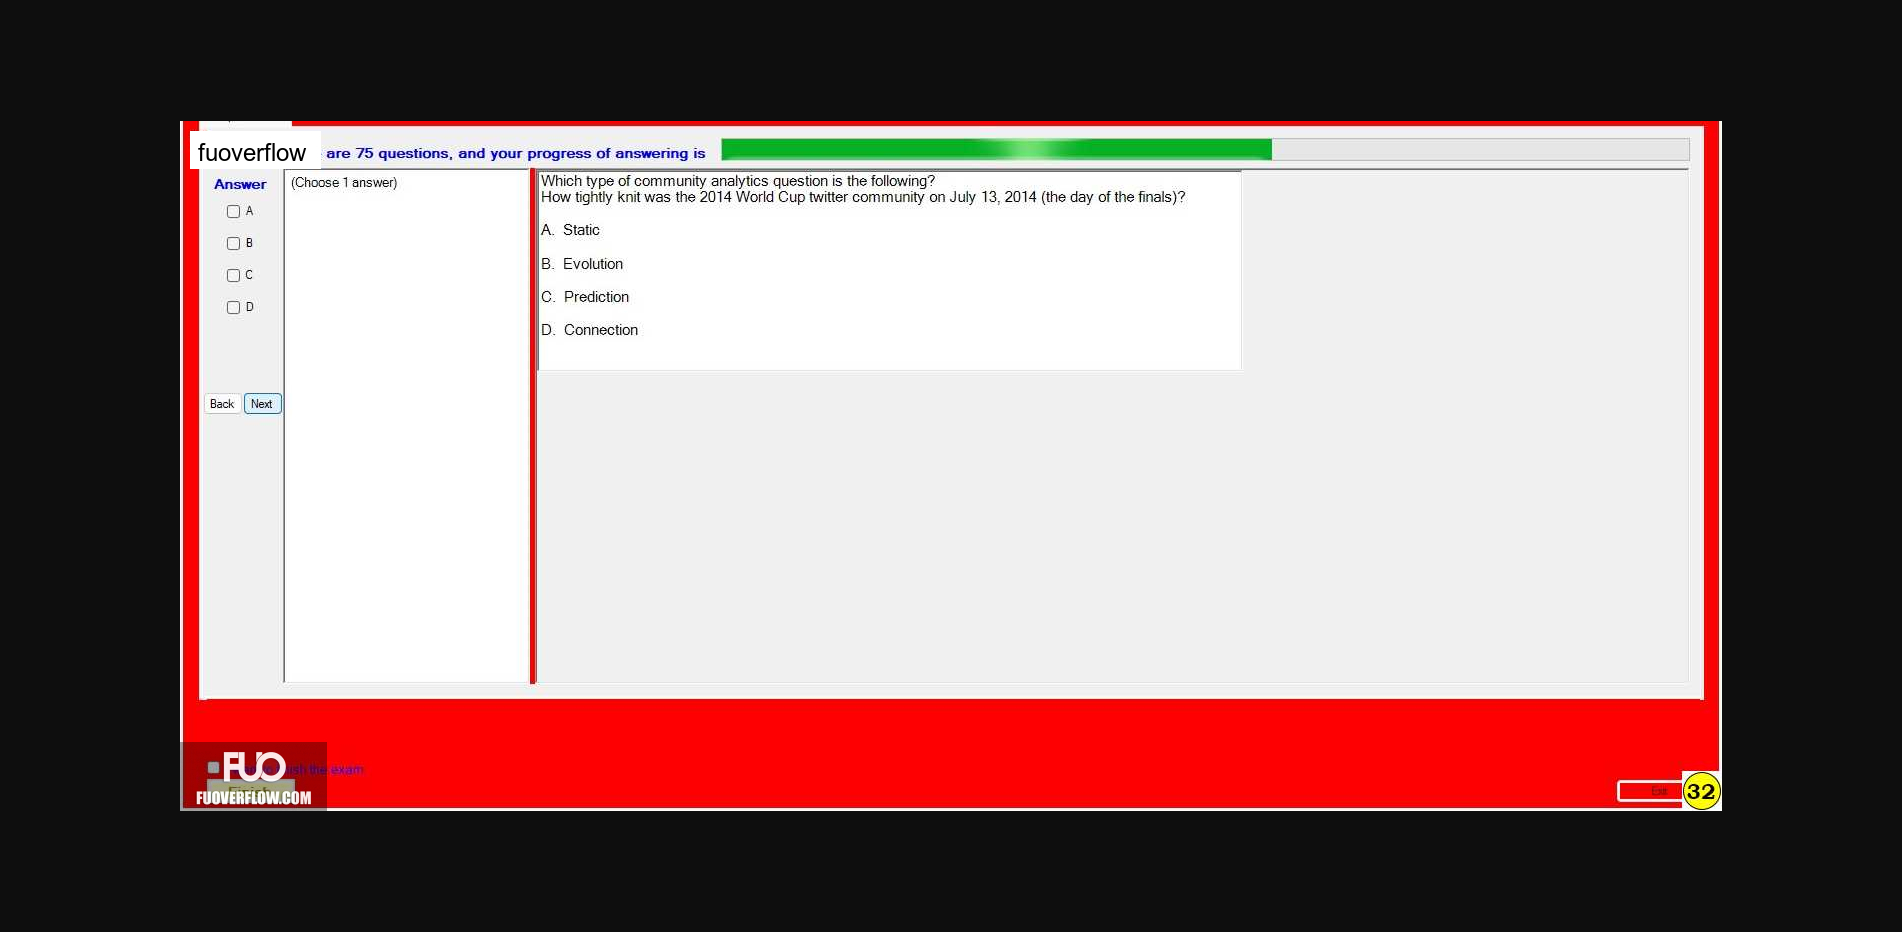 fuoverflow are 75 questions, and your progress of answering is
Answer
(Choose 1 answer)
A
B
C
D
Back Next
Which type of community analytics question is the following?
How tightly knit was the 2014 World Cup twitter community on July 13, 2014 (the day of the finals)?
A. Static
B. Evolution
C. Prediction
D. Connection
FUO
the exam
Finish
FUOVERFLOW.COM
Exit
32